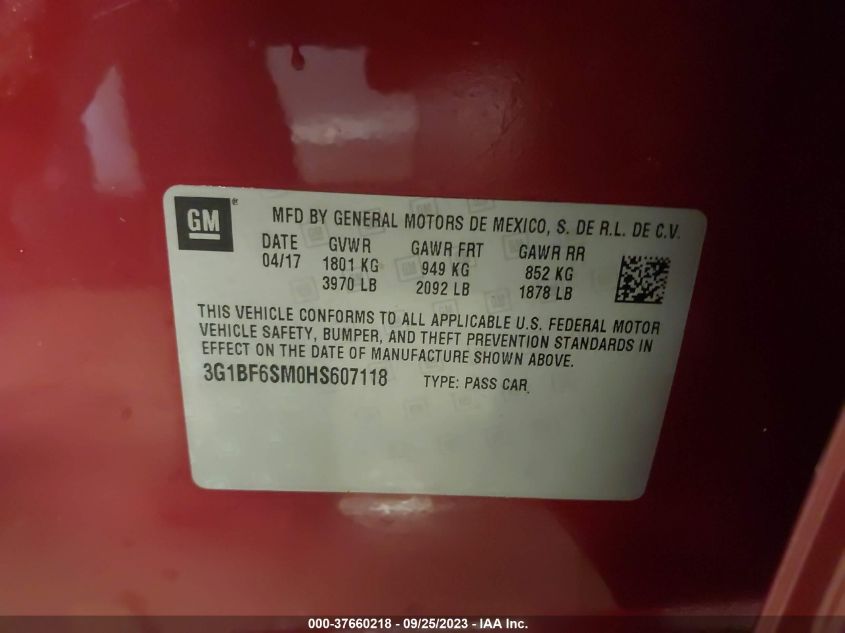 GM ®
MFD BY GENERAL MOTORS DE MEXICO, S. DE R.L. DE C.V.
DATE GVWR GAWR FRT GAWR RR
04/17 1801 KG 949 KG 852 KG
3970 LB 2092 LB 1878 LB
THIS VEHICLE CONFORMS TO ALL APPLICABLE U.S. FEDERAL MOTOR
VEHICLE SAFETY, BUMPER, AND THEFT PREVENTION STANDARDS IN
EFFECT ON THE DATE OF MANUFACTURE SHOWN ABOVE.
3G1BF6SM0HS607118 TYPE: PASS CAR.
000-37660218 - 09/25/2023 - IAA Inc.